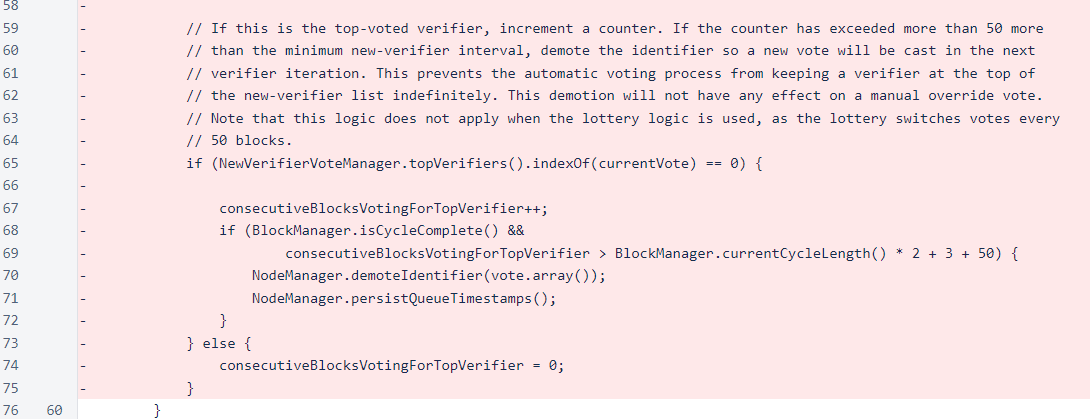 58 -
59 - // If this is the top-voted verifier, increment a counter. If the counter has exceeded more than 50 more
60 - // than the minimum new-verifier interval, demote the identifier so a new vote will be cast in the next
61 - // verifier iteration. This prevents the automatic voting process from keeping a verifier at the top of
62 - // the new-verifier list indefinitely. This demotion will not have any effect on a manual override vote.
63 - // Note that this logic does not apply when the lottery logic is used, as the lottery switches votes every
64 - // 50 blocks.
65 - if (NewVerifierVoteManager.topVerifiers().indexOf(currentVote) == 0) {
66 -
67 - consecutiveBlocksVotingForTopVerifier++;
68 - if (BlockManager.isCycleComplete() &&
69 - consecutiveBlocksVotingForTopVerifier > BlockManager.currentCycleLength() * 2 + 3 + 50) {
70 - NodeManager.demoteIdentifier(vote.array());
71 - NodeManager.persistQueueTimestamps();
72 - }
73 - } else {
74 - consecutiveBlocksVotingForTopVerifier = 0;
75 - }
76 60 }